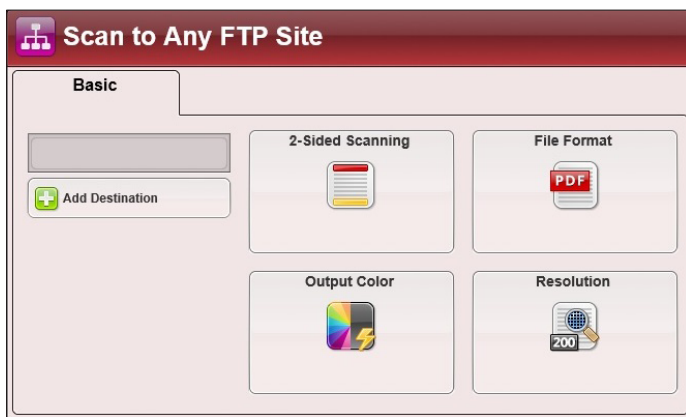 Scan to Any FTP Site
Basic
2-Sided Scanning
File Format
PDF
Add Destination
Output Color
Resolution
200